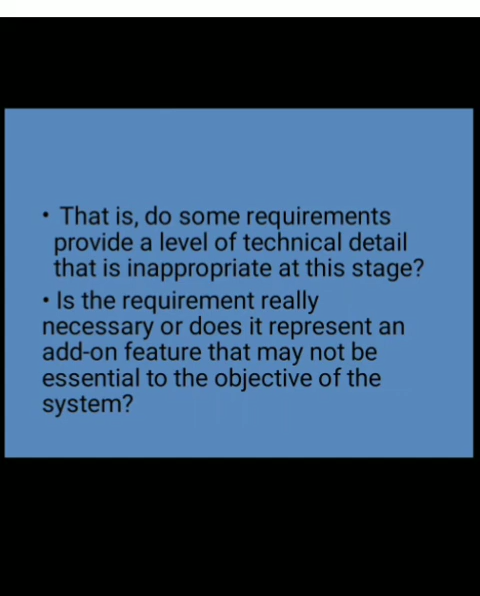 • That is, do some requirements
provide a level of technical detail
that is inappropriate at this stage?
• Is the requirement really
necessary or does it represent an
add-on feature that may not be
essential to the objective of the
system?